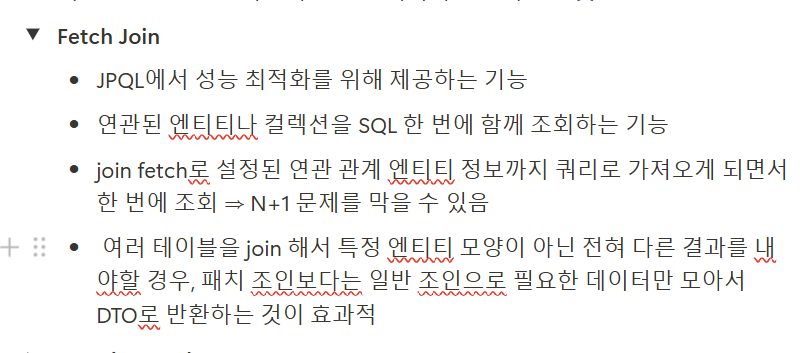 Fetch Join
JPQL에서 성능 최적화를 위해 제공하는 기능
연관된 엔티티나 컬렉션을 SQL 한 번에 함께 조회하는 기능
join fetch로 설정된 연관 관계 엔티티 정보까지 쿼리로 가져오게 되면서
한 번에 조회 ⇒ N+1 문제를 막을 수 있음
여러 테이블을 join 해서 특정 엔티티 모양이 아닌 전혀 다른 결과를 내
야할 경우, 패치 조인보다는 일반 조인으로 필요한 데이터만 모아서
DTO로 반환하는 것이 효과적